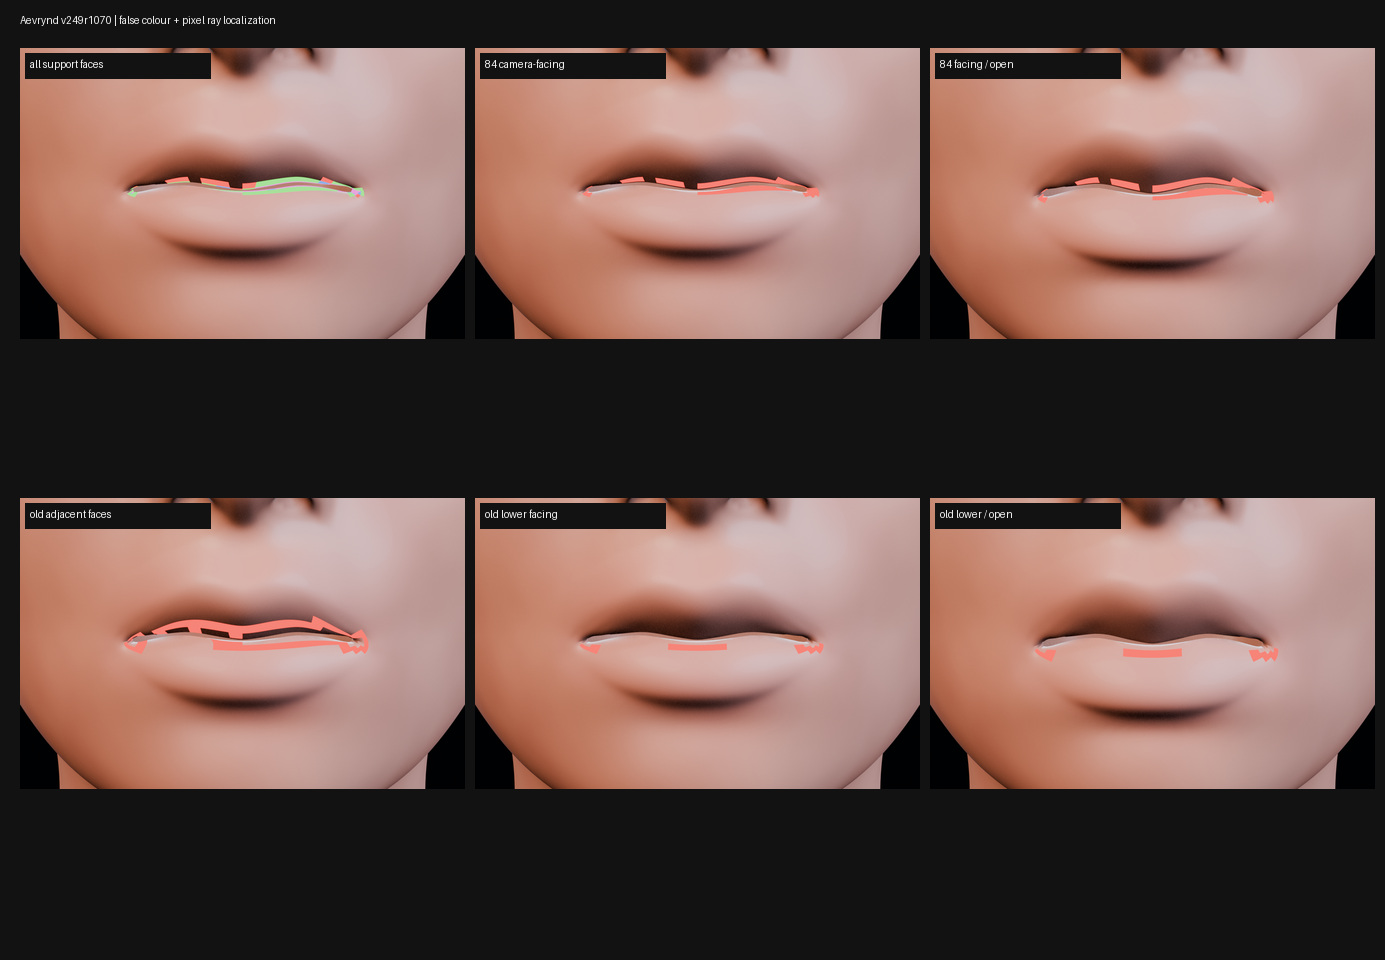 Aevrynd v249r1070 | false colour + pixel ray localization
all support faces
84 camera-facing
84 facing / open
old adjacent faces
old lower facing
old lower / open